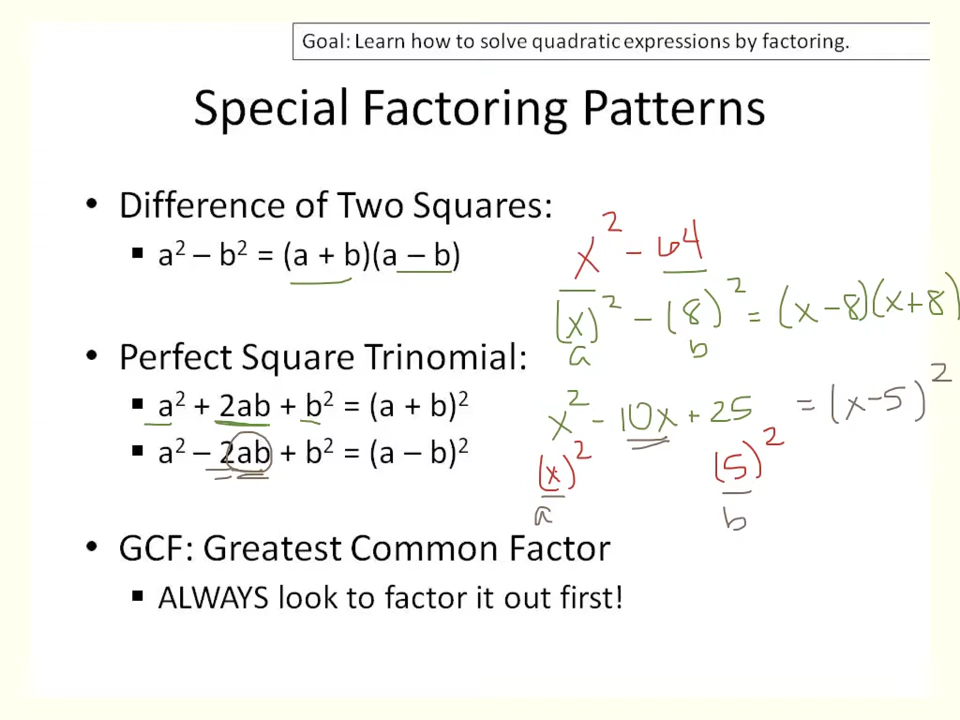 Goal: Learn how to solve quadratic expressions by factoring.
Special Factoring Patterns
• Difference of Two Squares:
▪ a² – b² = (a + b)(a – b)
x² - 64
(x)² - (8)² = (x - 8)(x + 8)
a b
• Perfect Square Trinomial:
▪ a² + 2ab + b² = (a + b)²
▪ a² – 2ab + b² = (a – b)²
x² - 10x + 25 = (x - 5)²
(x)² (5)²
a b
• GCF: Greatest Common Factor
▪ ALWAYS look to factor it out first!